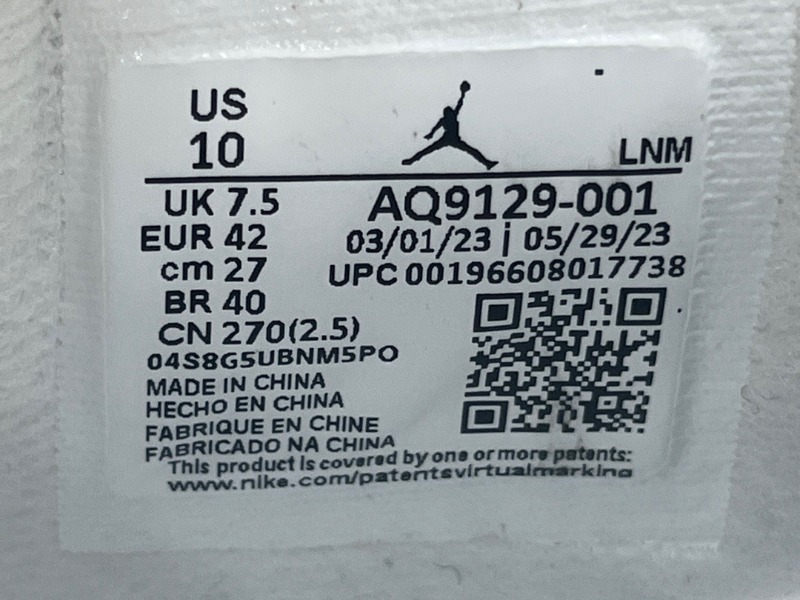 US
10
LNM
UK 7.5
AQ9129-001
EUR 42
03/01/23 | 05/29/23
cm 27
UPC 00196608017738
BR 40
CN 270(2.5)
04S8G5UBNM5PO
MADE IN CHINA
HECHO EN CHINA
FABRIQUE EN CHINE
FABRICADO NA CHINA
This product is covered by one or more patents:
www.nike.com/patentsvirtualmarking